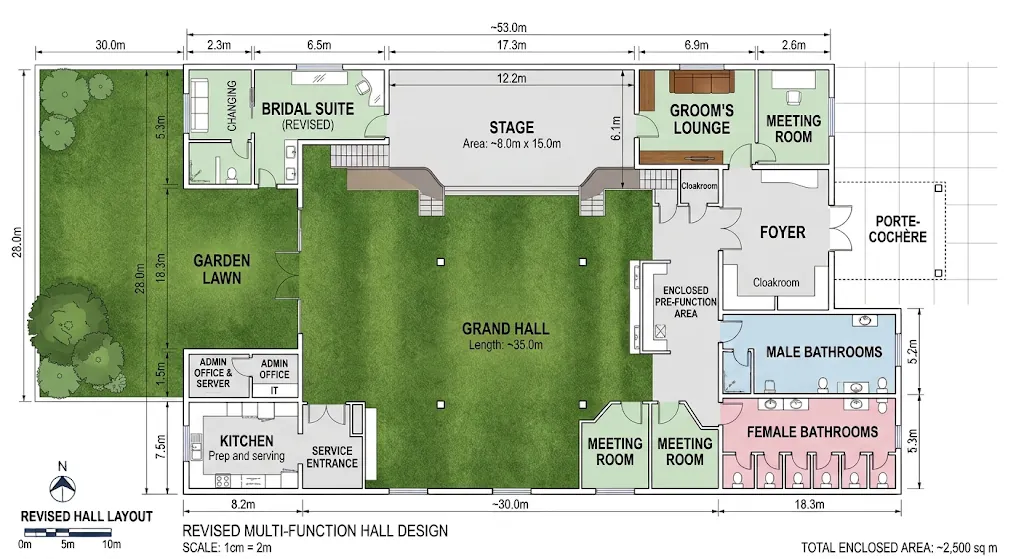 ~53.0m
30.0m
2.3m
6.5m
17.3m
6.9m
2.6m
12.2m
CHANGING
BRIDAL SUITE
(REVISED)
5.3m
STAGE
Area: ~8.0m x 15.0m
6.1m
GROOM'S
LOUNGE
MEETING
ROOM
Cloakroom
28.0m
28.0m
18.3m
GARDEN
LAWN
FOYER
Cloakroom
PORTE-
COCHÈRE
ENCLOSED
PRE-FUNCTION
AREA
GRAND HALL
Length: ~35.0m
MALE BATHROOMS
5.2m
1.5m
ADMIN
OFFICE &
SERVER
ADMIN
OFFICE
IT
7.5m
KITCHEN
Prep and serving
SERVICE
ENTRANCE
MEETING
ROOM
MEETING
ROOM
FEMALE BATHROOMS
5.3m
N
8.2m
~30.0m
18.3m
REVISED HALL LAYOUT
0 5m 10m
REVISED MULTI-FUNCTION HALL DESIGN
SCALE: 1cm = 2m
TOTAL ENCLOSED AREA: ~2,500 sq m